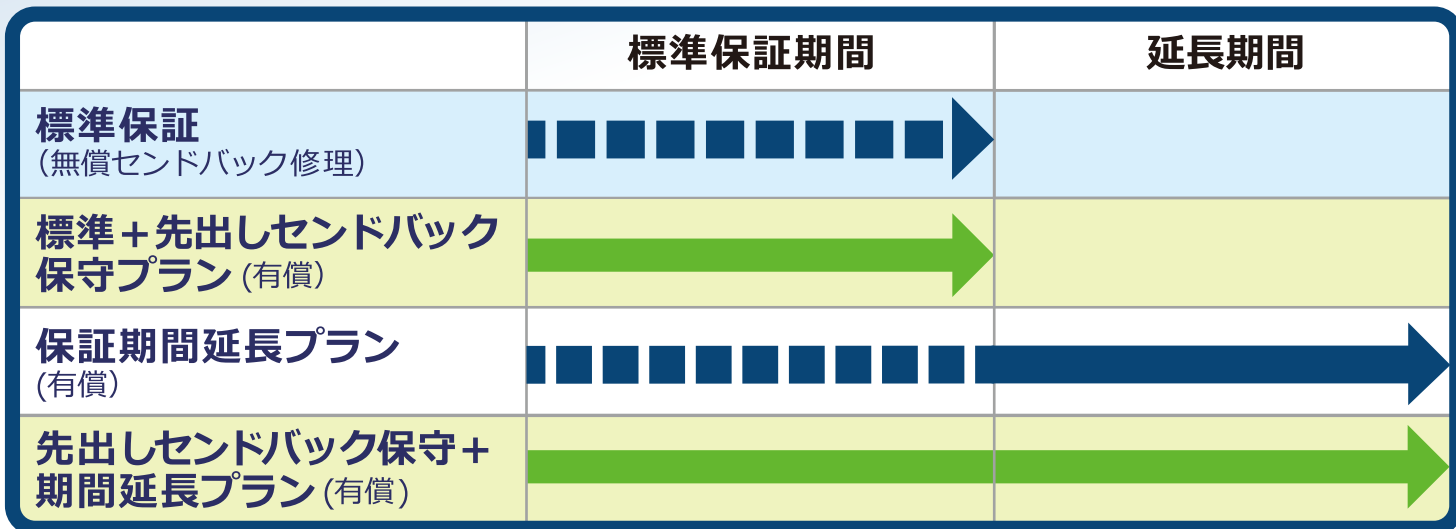 標準保証期間
延長期間
標準保証
（無償センドバック修理）
標準＋先出しセンドバック
保守プラン (有償）
保証期間延長プラン
(有償）
先出しセンドバック保守＋
期間延長プラン (有償)